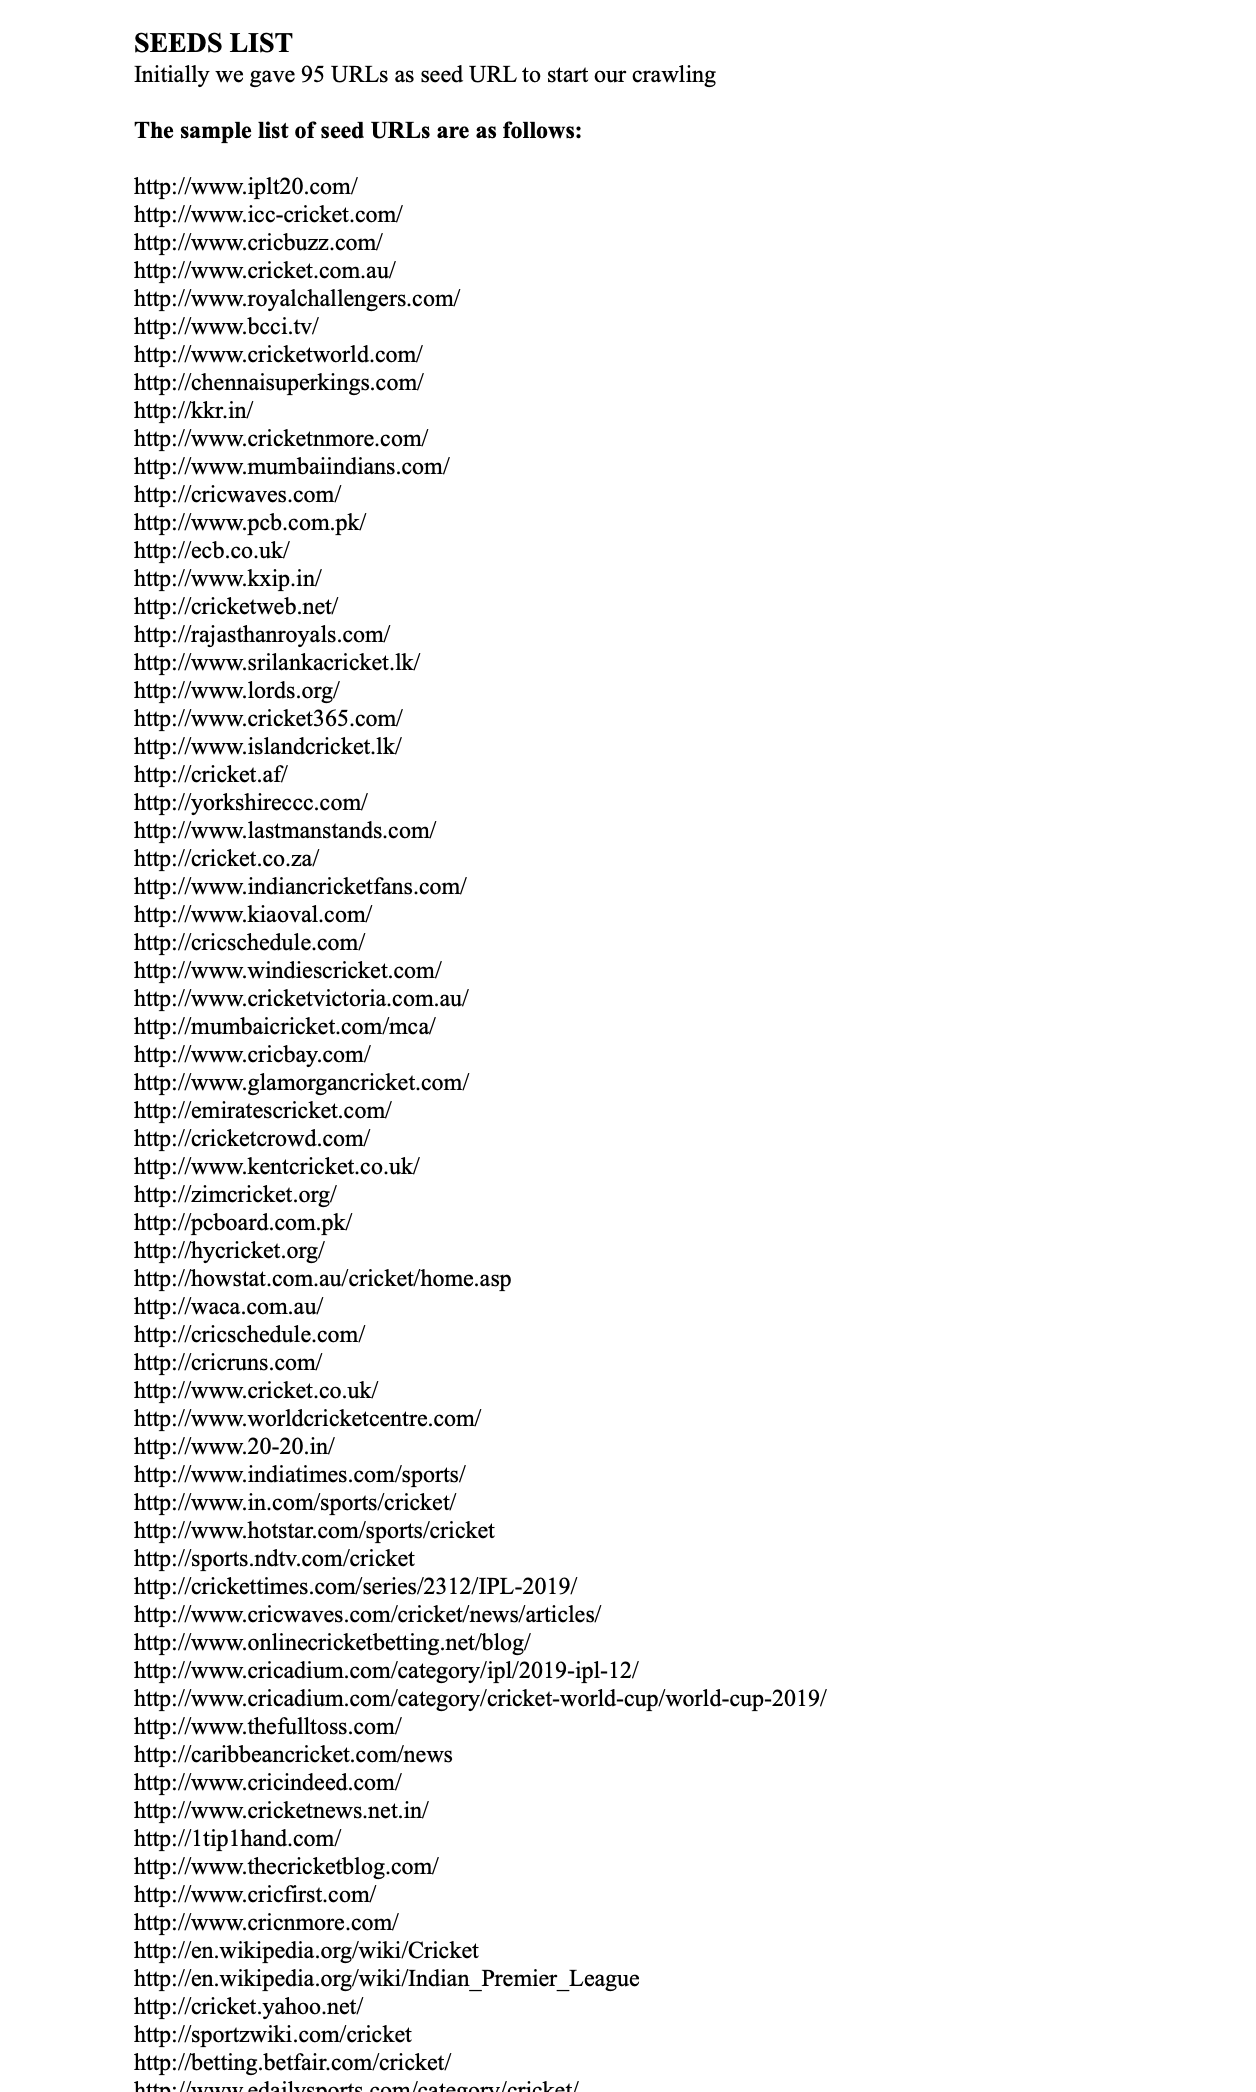 SEEDS LIST
Initially we gave 95 URLs as seed URL to start our crawling
The sample list of seed URLs are as follows:
http://www.iplt20.com/
http://www.icc-cricket.com/
http://www.cricbuzz.com/
http://www.cricket.com.au/
http://www.royalchallengers.com/
http://www.bcci.tv/
http://www.cricketworld.com/
http://chennaisuperkings.com/
http://kkr.in/
http://www.cricketnmore.com/
http://www.mumbaiindians.com/
http://cricwaves.com/
http://www.pcb.com.pk/
http://ecb.co.uk/
http://www.kxip.in/
http://cricketweb.net/
http://rajasthanroyals.com/
http://www.srilankacricket.lk/
http://www.lords.org/
http://www.cricket365.com/
http://www.islandcricket.lk/
http://cricket.af/
http://yorkshireccc.com/
http://www.lastmanstands.com/
http://cricket.co.za/
http://www.indiancricketfans.com/
http://www.kiaoval.com/
http://cricschedule.com/
http://www.windiescricket.com/
http://www.cricketvictoria.com.au/
http://mumbaicricket.com/mca/
http://www.cricbay.com/
http://www.glamorgancricket.com/
http://emiratescricket.com/
http://cricketcrowd.com/
http://www.kentcricket.co.uk/
http://zimcricket.org/
http://pcboard.com.pk/
http://hycricket.org/
http://howstat.com.au/cricket/home.asp
http://waca.com.au/
http://cricschedule.com/
http://cricruns.com/
http://www.cricket.co.uk/
http://www.worldcricketcentre.com/
http://www.20-20.in/
http://www.indiatimes.com/sports/
http://www.in.com/sports/cricket/
http://www.hotstar.com/sports/cricket
http://sports.ndtv.com/cricket
http://crickettimes.com/series/2312/IPL-2019/
http://www.cricwaves.com/cricket/news/articles/
http://www.onlinecricketbetting.net/blog/
http://www.cricadium.com/category/ipl/2019-ipl-12/
http://www.cricadium.com/category/cricket-world-cup/world-cup-2019/
http://www.thefulltoss.com/
http://caribbeancricket.com/news
http://www.cricindeed.com/
http://www.cricketnews.net.in/
http://1tip1hand.com/
http://www.thecricketblog.com/
http://www.cricfirst.com/
http://www.cricnmore.com/
http://en.wikipedia.org/wiki/Cricket
http://en.wikipedia.org/wiki/Indian_Premier_League
http://cricket.yahoo.net/
http://sportzwiki.com/cricket
http://betting.betfair.com/cricket/
http://www.edailysports.com/category/cricket/